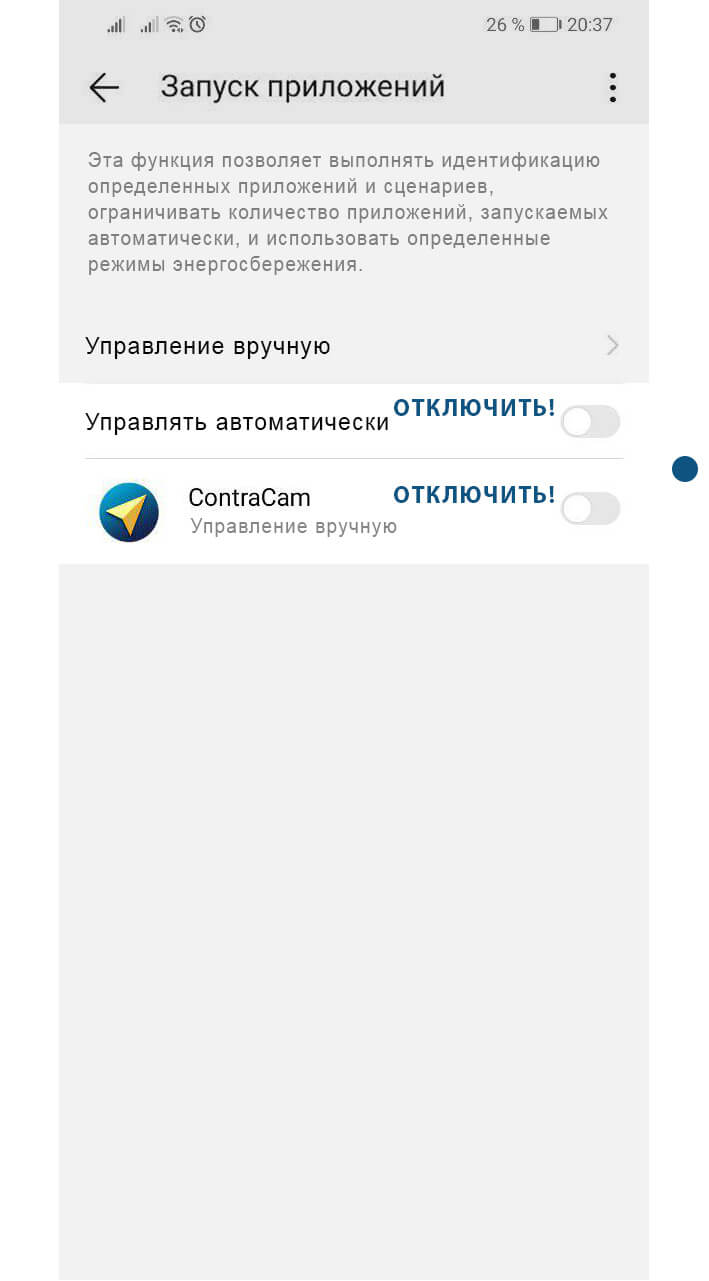 26 % 20:37
Запуск приложений
Эта функция позволяет выполнять идентификацию
определенных приложений и сценариев,
ограничивать количество приложений, запускаемых
автоматически, и использовать определенные
режимы энергосбережения.
Управление вручную
Управлять автоматически ОТКЛЮЧИТЬ!
ContraCam ОТКЛЮЧИТЬ!
Управление вручную